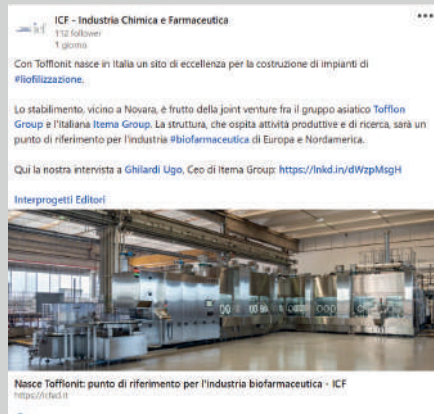 icf
ICF - Industria Chimica e Farmaceutica
112 follower
1 giorno
Con Tofflonit nasce in Italia un sito di eccellenza per la costruzione di impianti di
#liofilizzazione.
Lo stabilimento, vicino a Novara, è frutto della joint venture fra il gruppo asiatico Tofflon
Group e l'italiana Itema Group. La struttura, che ospita attività produttive e di ricerca, sarà un
punto di riferimento per l'industria #biofarmaceutica di Europa e Nordamerica.
Qui la nostra intervista a Ghilardi Ugo, Ceo di Itema Group: https://lnkd.in/dWzpMsgH
Interprogetti Editori
Nasce Tofflonit: punto di riferimento per l'industria biofarmaceutica - ICF